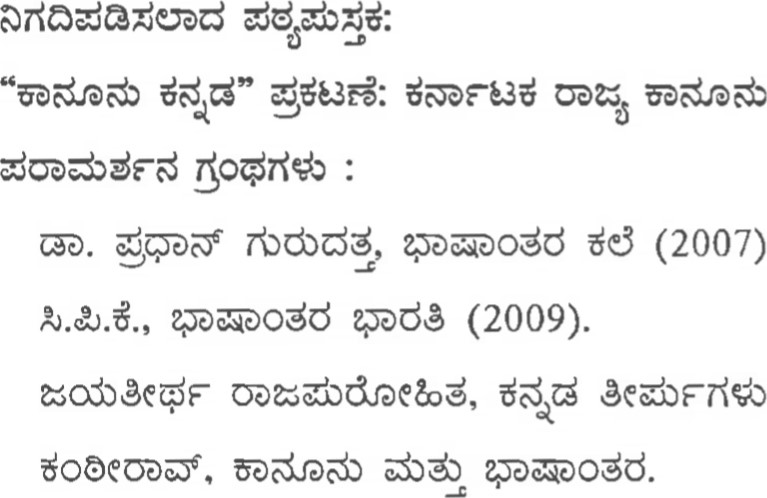 ನಿಗದಿಪಡಿಸಲಾದ ಪಠ್ಯಪುಸ್ತಕ:
“ಕಾನೂನು ಕನ್ನಡ” ಪ್ರಕಟಣೆ: ಕರ್ನಾಟಕ ರಾಜ್ಯ ಕಾನೂನು
ಪರಾಮರ್ಶನ ಗ್ರಂಥಗಳು :
ಡಾ. ಪ್ರಧಾನ್ ಗುರುದತ್ತ, ಭಾಷಾಂತರ ಕಲೆ (2007)
ಸಿ.ಪಿ.ಕೆ., ಭಾಷಾಂತರ ಭಾರತಿ (2009).
ಜಯತೀರ್ಥ ರಾಜಪುರೋಹಿತ, ಕನ್ನಡ ತೀರ್ಪುಗಳು
ಕಂಠೀರಾವ್, ಕಾನೂನು ಮತ್ತು ಭಾಷಾಂತರ.